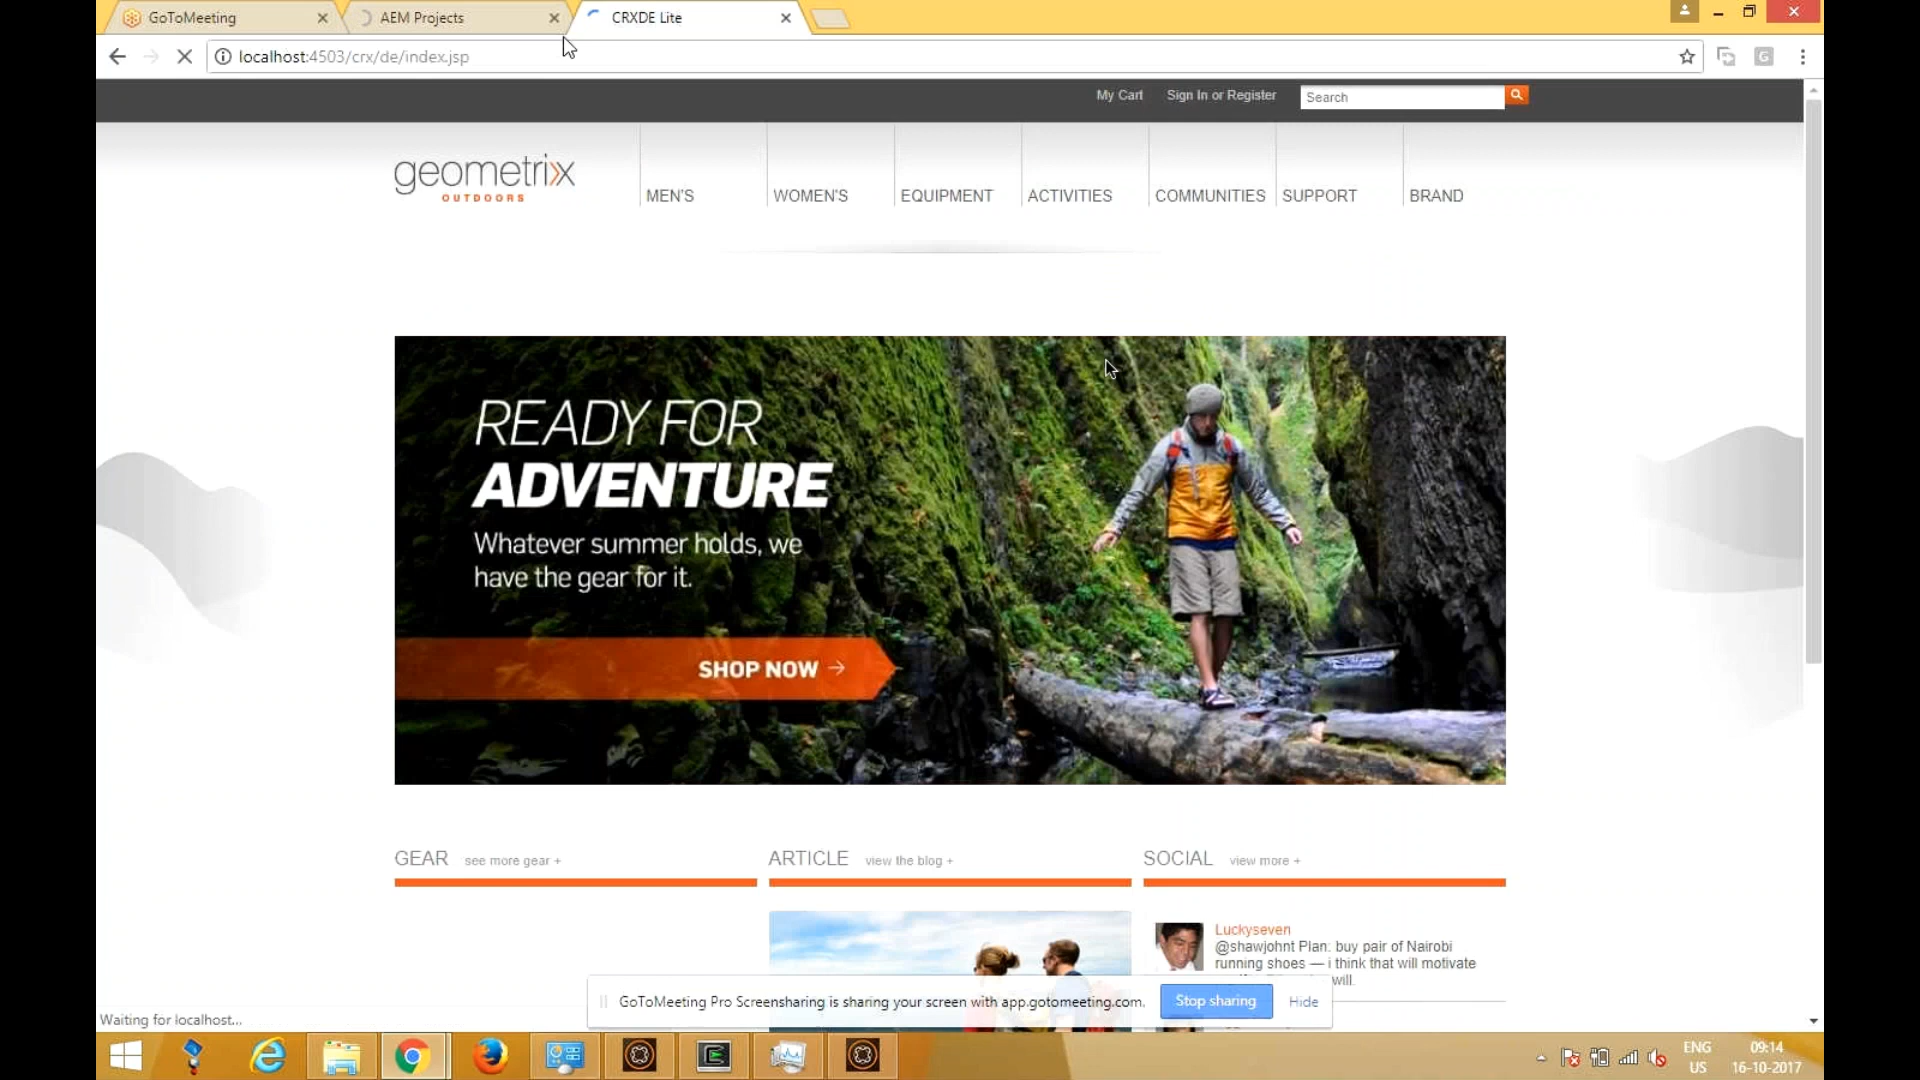 GoToMeeting
AEM Projects
CRXDE Lite
localhost:4503/crx/de/index.jsp
My Cart
Sign In or Register
Search
geometrixx
OUTDOORS
MEN'S
WOMEN'S
EQUIPMENT
ACTIVITIES
COMMUNITIES
SUPPORT
BRAND
READY FOR
ADVENTURE
Whatever summer holds, we
have the gear for it.
SHOP NOW →
GEAR see more gear +
ARTICLE view the blog +
SOCIAL view more +
Luckyseven
@shawjohnt Plan: buy pair of Nairobi
running shoes — i think that will motivate
will.
GoToMeeting Pro Screensharing is sharing your screen with app.gotomeeting.com.
Stop sharing
Hide
Waiting for localhost...
ENG
US
09:14
16-10-2017